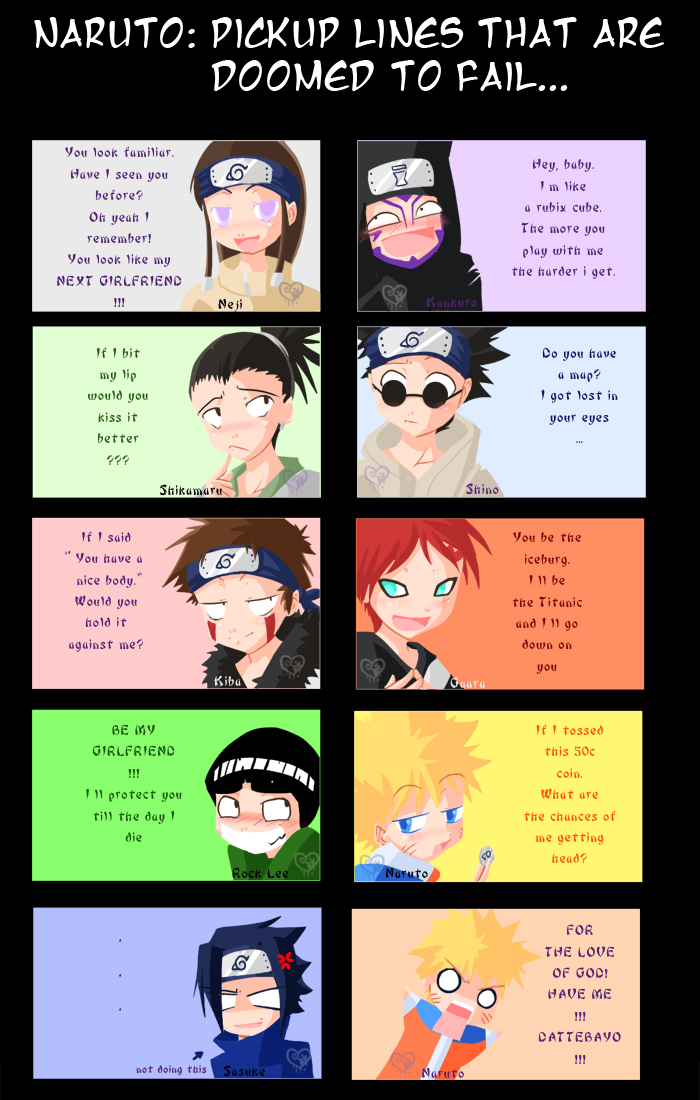 NARUTO: PICKUP LINES THAT ARE
DOOMED TO FAIL...
You look familiar.
Have I seen you
before?
Oh yeah I
remember!
You look like my
NEXT GIRLFRIEND
!!!
Neji
Hey, baby.
I m like
a rubix cube.
The more you
play with me
the harder i get.
Kankuro
If I bit
my lip
would you
kiss it
better
???
Shikamaru
Do you have
a map?
I got lost in
your eyes
...
Shino
If I said
"You have a
nice body."
Would you
hold it
against me?
Kiba
You be the
iceburg.
I ll be
the Titanic
and I ll go
down on
you
Gaara
BE MY
GIRLFRIEND
!!!
I ll protect you
till the day I
die
Rock Lee
If I tossed
this 50c
coin.
What are
the chances of
me getting
head?
Naruto
.
.
.
not doing this
Sasuke
FOR
THE LOVE
OF GOD!
HAVE ME
!!!
DATTEBAYO
!!!
Naruto